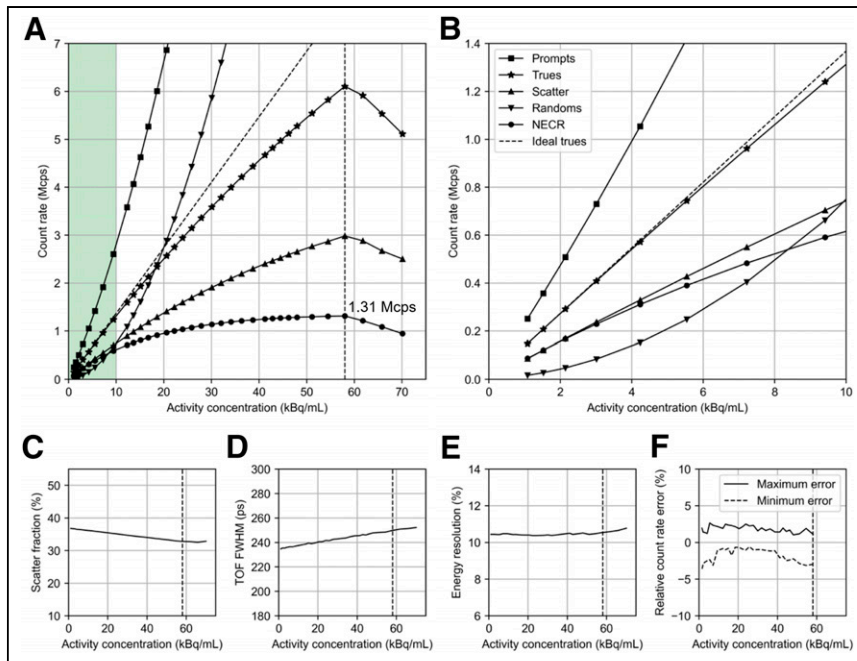 A
7
6
5
4
3
2
1
0
Count rate (Mcps)
1.31 Mcps
0 10 20 30 40 50 60 70
Activity concentration (kBq/mL)
B
1.4
1.2
1.0
0.8
0.6
0.4
0.2
0.0
Count rate (Mcps)
Prompts
Trues
Scatter
Randoms
NECR
Ideal trues
0 2 4 6 8 10
Activity concentration (kBq/mL)
C
50
40
30
20
10
Scatter fraction (%)
0 20 40 60
Activity concentration (kBq/mL)
D
300
280
260
240
220
200
180
TOF FWHM (ps)
0 20 40 60
Activity concentration (kBq/mL)
E
14
12
10
8
6
Energy resolution (%)
0 20 40 60
Activity concentration (kBq/mL)
F
10
5
0
−5
−10
Relative count rate error (%)
Maximum error
Minimum error
0 20 40 60
Activity concentration (kBq/mL)